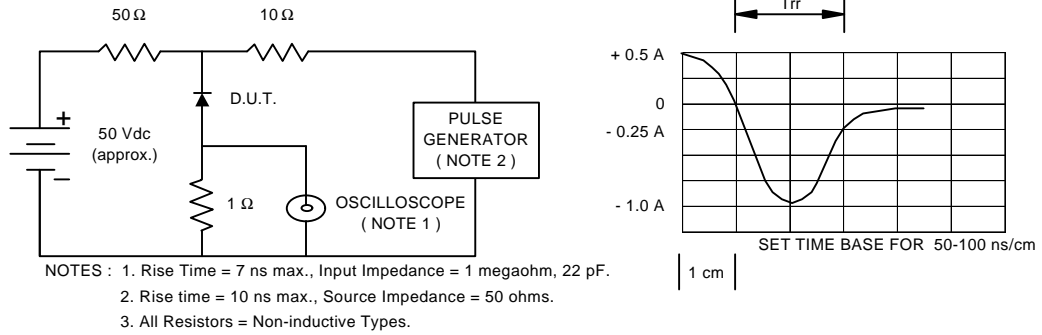 50 Ω
10 Ω
Trr
+ 0.5 A
D.U.T.
+
50 Vdc
(approx.)
PULSE
GENERATOR
( NOTE 2 )
0
- 0.25 A
1 Ω
OSCILLOSCOPE
( NOTE 1 )
- 1.0 A
SET TIME BASE FOR 50-100 ns/cm
1 cm
NOTES : 1. Rise Time = 7 ns max., Input Impedance = 1 megaohm, 22 pF.
2. Rise time = 10 ns max., Source Impedance = 50 ohms.
3. All Resistors = Non-inductive Types.